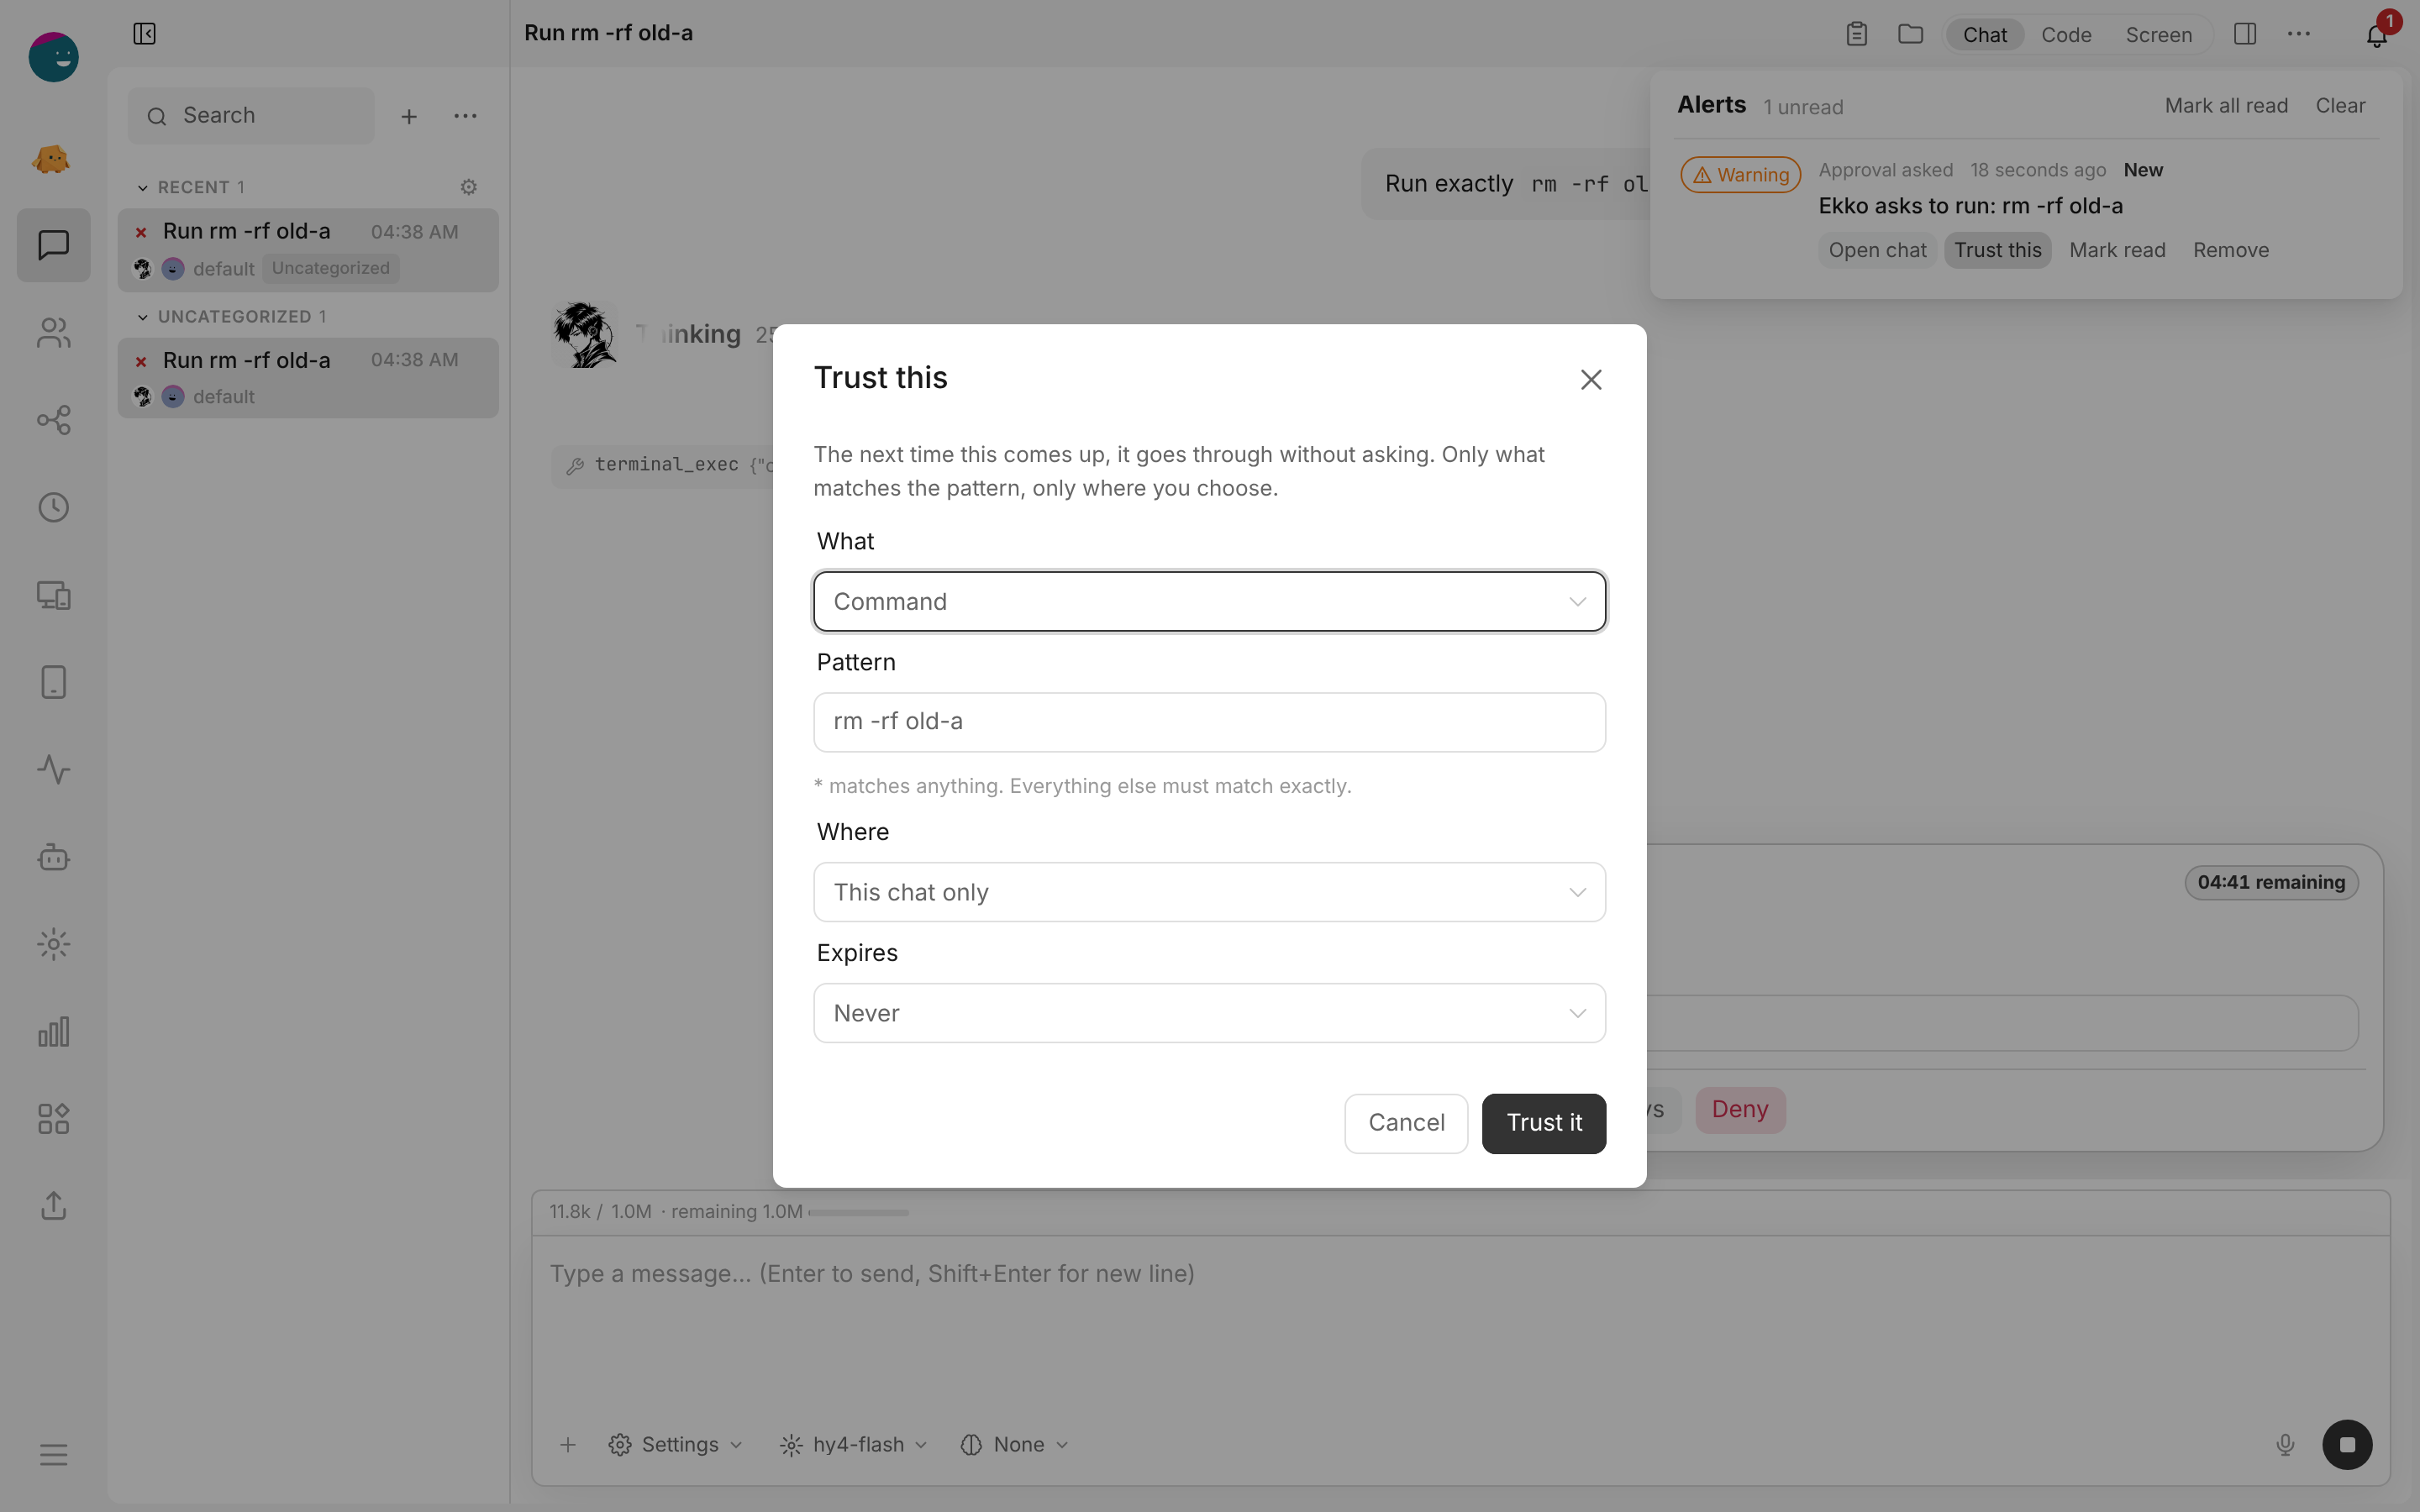 Run rm -rf old-a
Chat
Code
Screen
1
Search
RECENT 1
Run rm -rf old-a
04:38 AM
default
Uncategorized
UNCATEGORIZED 1
Run rm -rf old-a
04:38 AM
default
Run exactly rm -rf ol
Alerts
1 unread
Mark all read
Clear
Warning
Approval asked
18 seconds ago
New
Ekko asks to run: rm -rf old-a
Open chat
Trust this
Mark read
Remove
Thinking
terminal_exec
Trust this
The next time this comes up, it goes through without asking. Only what
matches the pattern, only where you choose.
What
Command
Pattern
rm -rf old-a
* matches anything. Everything else must match exactly.
Where
This chat only
Expires
Never
Cancel
Trust it
04:41 remaining
Deny
11.8k / 1.0M · remaining 1.0M
Type a message... (Enter to send, Shift+Enter for new line)
Settings
hy4-flash
None